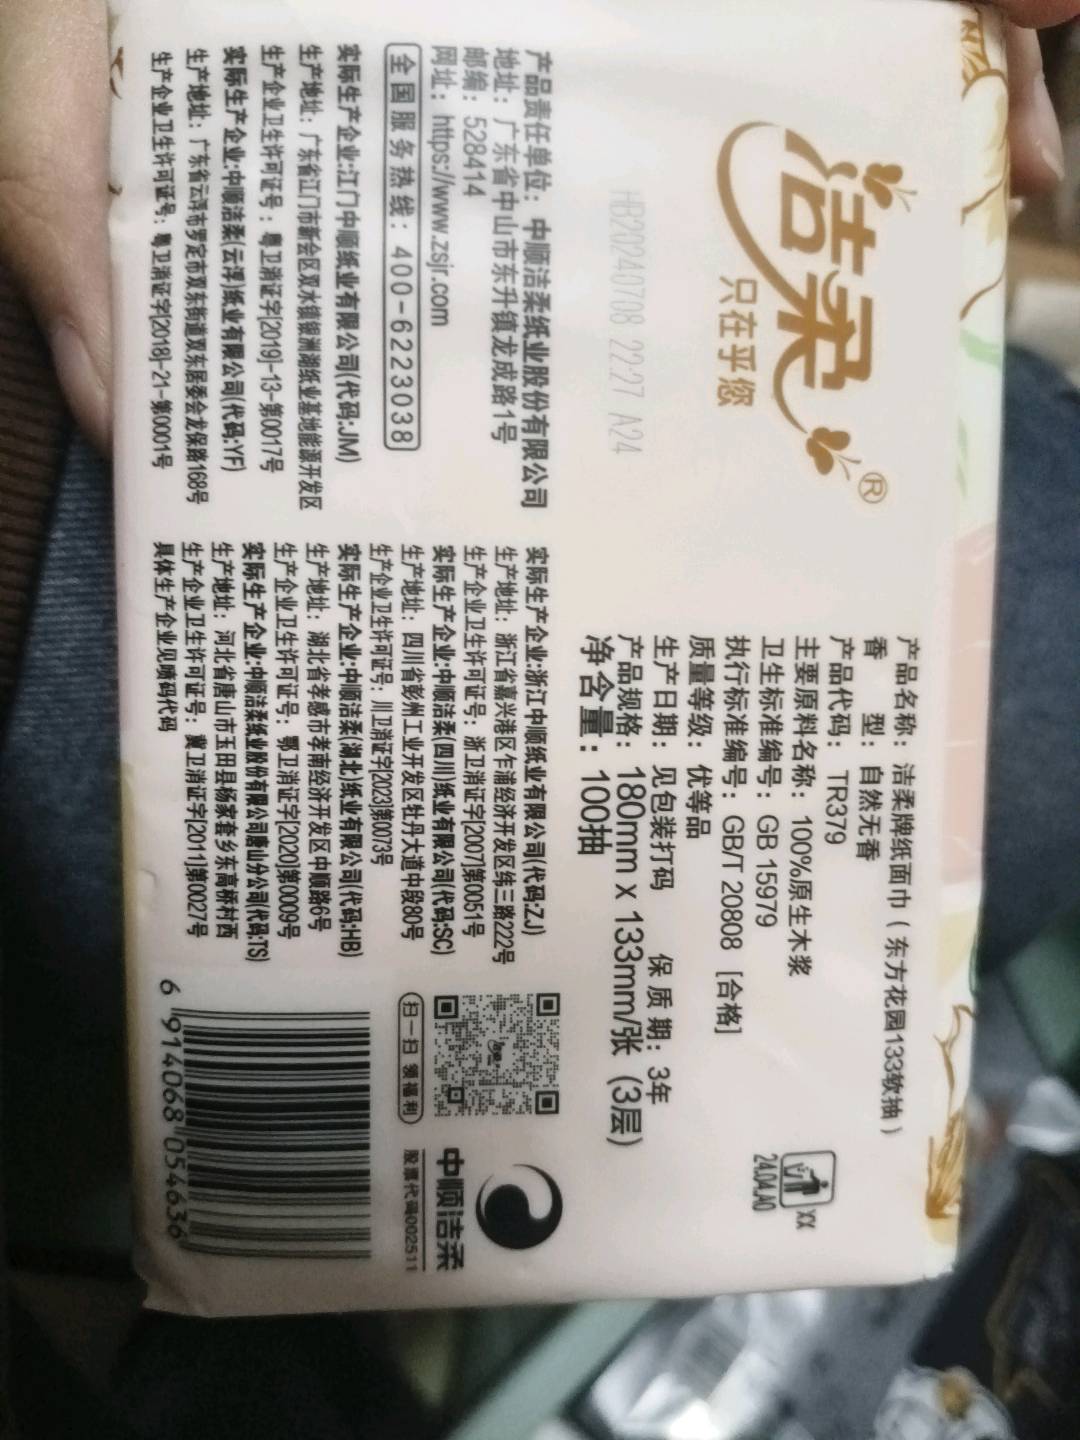 洁柔®
只在乎您
HB20240708 22:27 A24
产品名称：洁柔牌纸面巾（东方花园133软抽）
香 型：自然无香
产品代码：TR379
主要原料名称：100%原生木浆
卫生标准编号：GB 15979
执行标准编号：GB/T 20808 [合格]
质量等级：优等品
生产日期：见包装打码 保 质 期：3年
产品规格：180mm x 133mm/张（3层）
净含量：100抽
XX
24.04.A0
产品责任单位：中顺洁柔纸业股份有限公司
地址：广东省中山市东升镇龙成路1号
邮编：528414
网址：https://www.zsjr.com
全国服务热线：400-6223038
实际生产企业:江门中顺纸业有限公司(代码:JM)
生产地址：广东省江门市新会区双水镇银洲湖纸业基地能源开发区
生产企业卫生许可证号：粤卫消证字[2019]-13-第0017号
实际生产企业:中顺洁柔(云浮)纸业有限公司(代码:YF)
生产地址：广东省云浮市罗定市双东街道双东居委会龙保路168号
生产企业卫生许可证号：粤卫消证字[2018]-21-第0001号
实际生产企业:浙江中顺纸业有限公司(代码:ZJ)
生产地址：浙江省嘉兴港区乍浦经济开发区纬三路222号
生产企业卫生许可证号：浙卫消证字[2007]第0051号
实际生产企业:中顺洁柔(四川)纸业有限公司(代码:SC)
生产地址：四川省彭州工业开发区牡丹大道中段80号
生产企业卫生许可证号：川卫消证字[2023]第0073号
实际生产企业:中顺洁柔(湖北)纸业有限公司(代码:HB)
生产地址：湖北省孝感市孝南经济开发区中顺路6号
生产企业卫生许可证号：鄂卫消证字[2020]第0009号
实际生产企业:中顺洁柔纸业股份有限公司唐山分公司(代码:TS)
生产地址：河北省唐山市玉田县杨家套乡东高桥村西
生产企业卫生许可证号：冀卫消证字[2011]第0027号
具体生产企业见喷码代码
扫一扫 领福利
中顺洁柔
股票代码002511
6 914068 054636